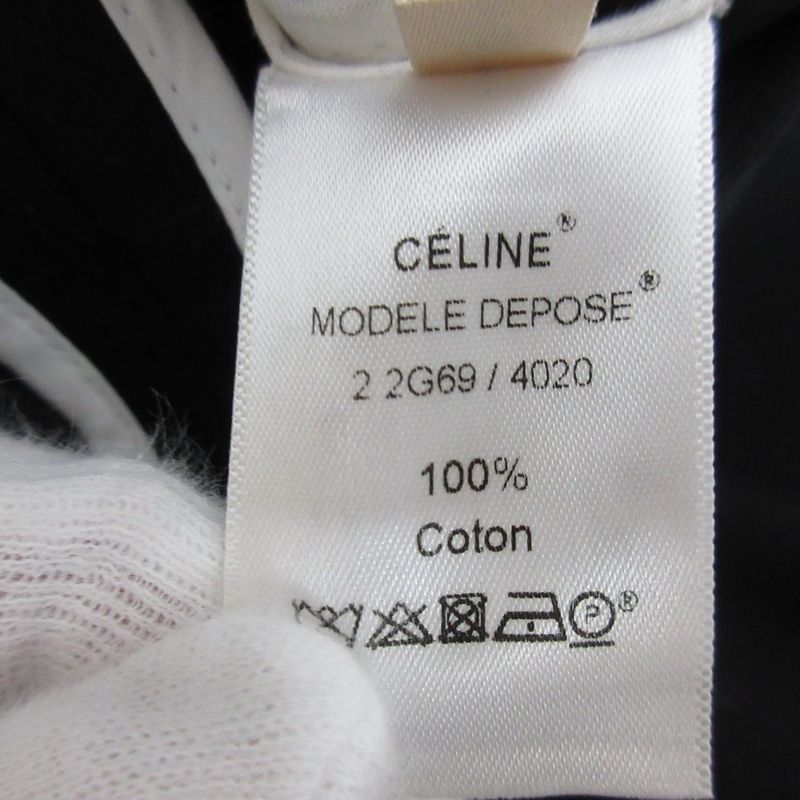 CÉLINE®
MODELE DEPOSE®
2 2G69 / 4020
100%
Coton
P ®